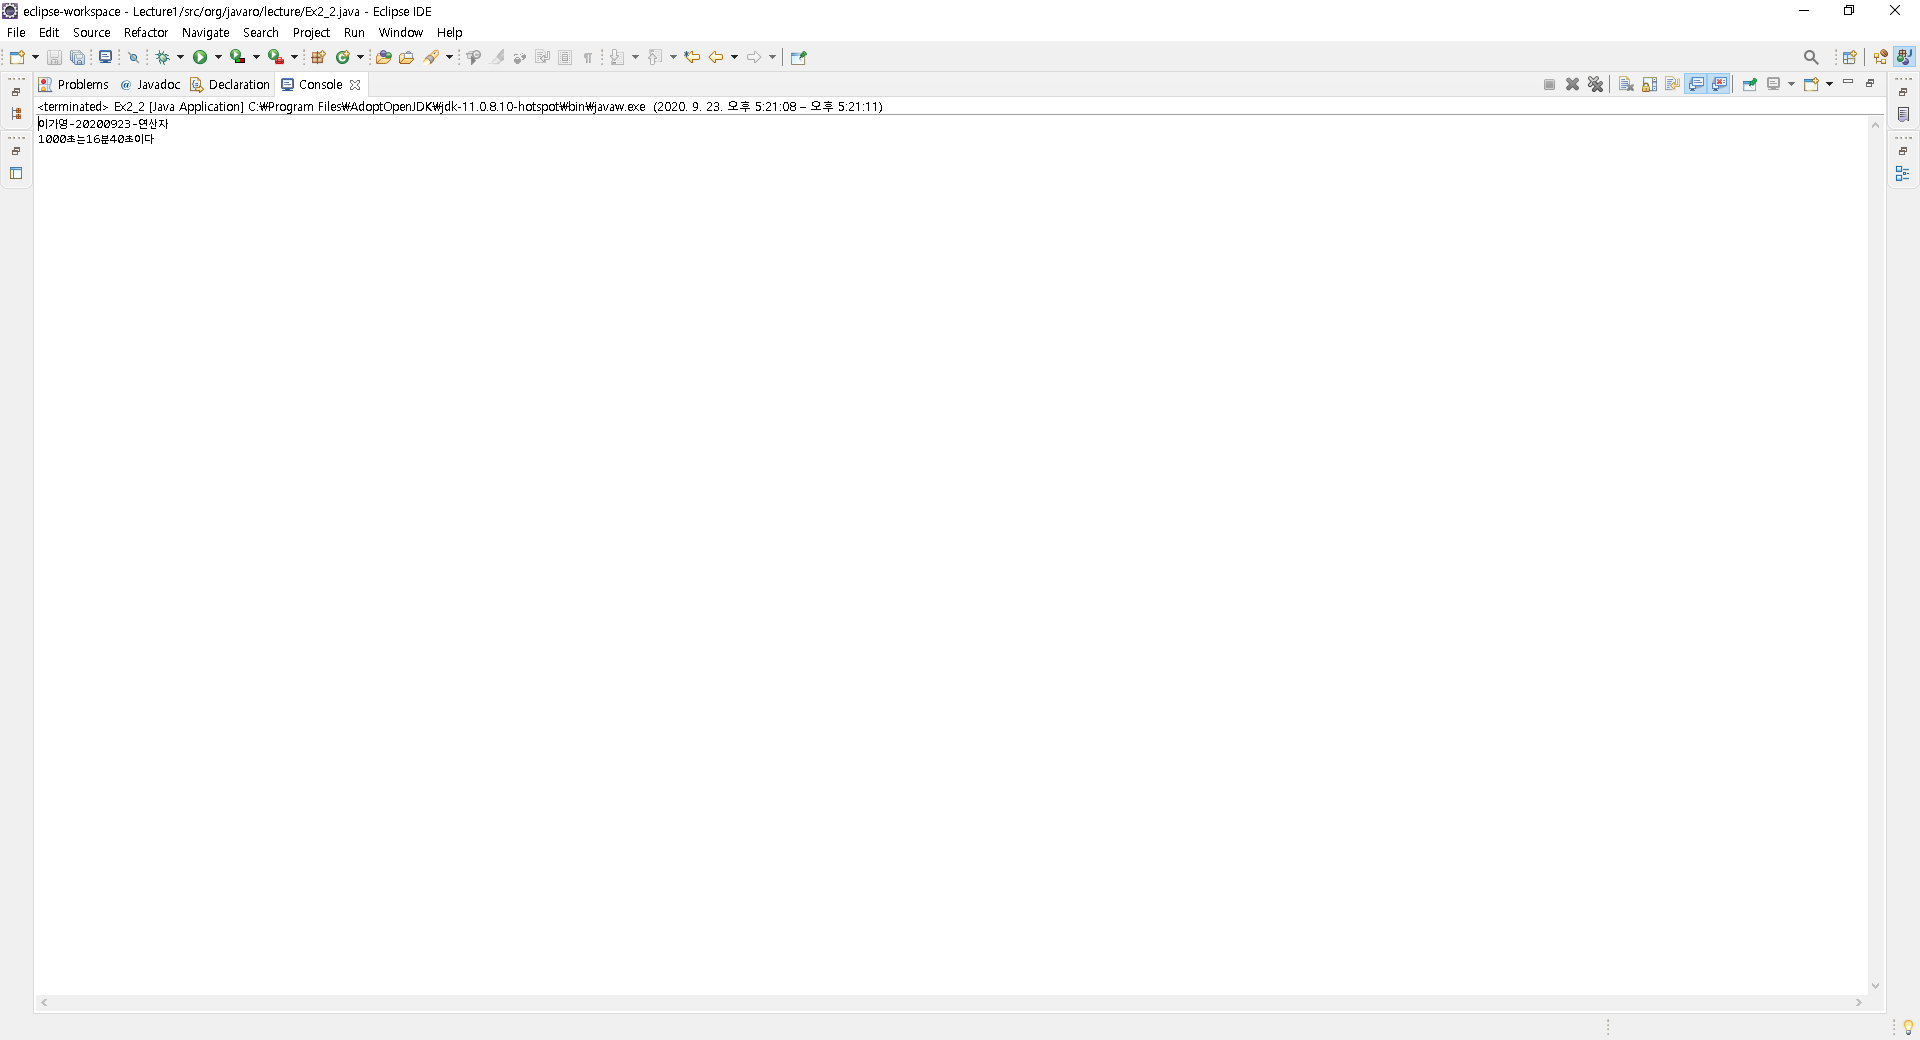 eclipse-workspace - Lecture1/src/org/javaro/lecture/Ex2_2.java - Eclipse IDE
File Edit Source Refactor Navigate Search Project Run Window Help
Problems @ Javadoc Declaration Console
<terminated> Ex2_2 [Java Application] C:₩Program Files₩AdoptOpenJDK₩jdk-11.0.8.10-hotspot₩bin₩javaw.exe (2020. 9. 23. 오후 5:21:08 – 오후 5:21:11)
이가영-20200923-연산자
1000초는16분40초이다